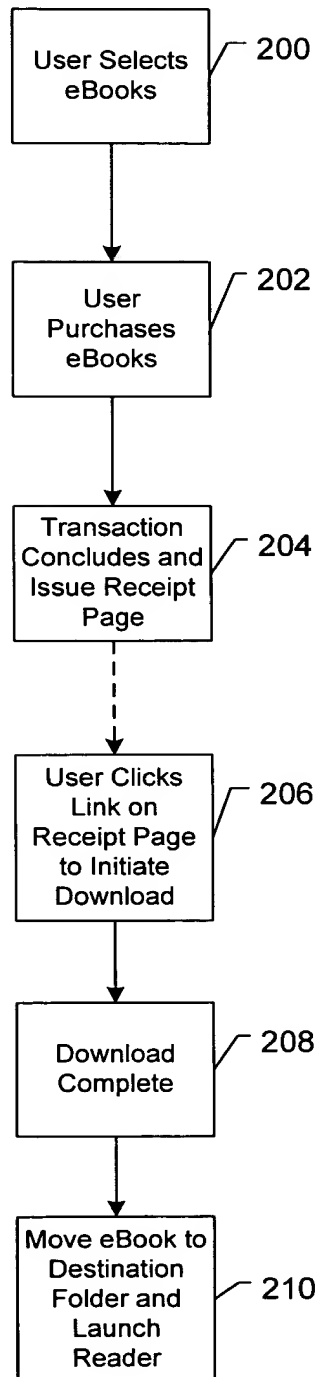 User Selects
eBooks
200
User
Purchases
eBooks
202
Transaction
Concludes and
Issue Receipt
Page
204
User Clicks
Link on
Receipt Page
to Initiate
Download
206
Download
Complete
208
Move eBook to
Destination
Folder and
Launch
Reader
210